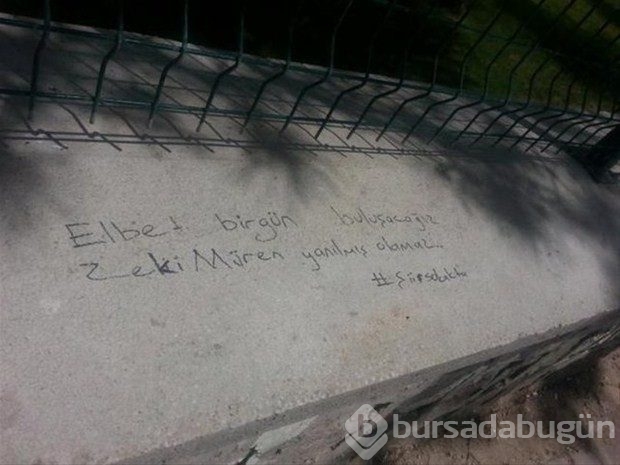 Elbet birgün buluşacağız
Zeki Müren yanılmış olamaz..
#şiirsokakta
bursadabugün